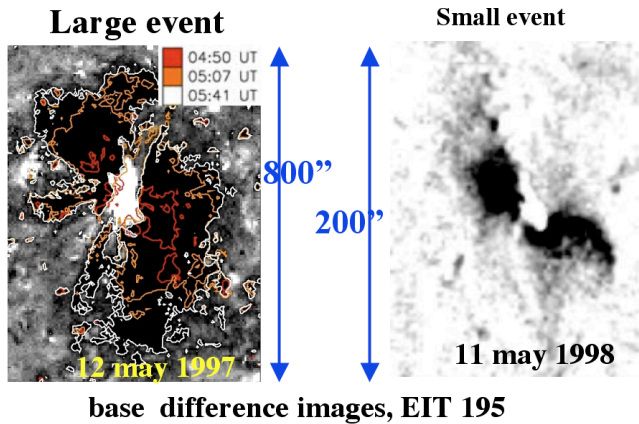 Large event
Small event
04:50 UT
05:07 UT
05:41 UT
800”
200”
12 may 1997
11 may 1998
base difference images, EIT 195